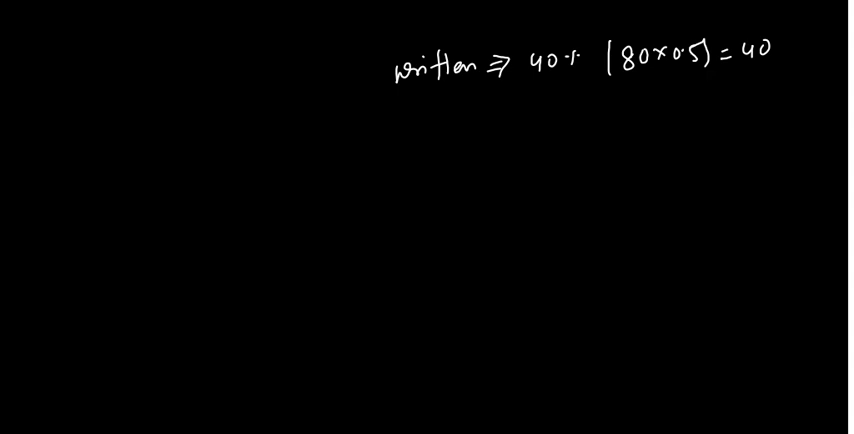 written ⇒ 40% (80×0.5) = 40